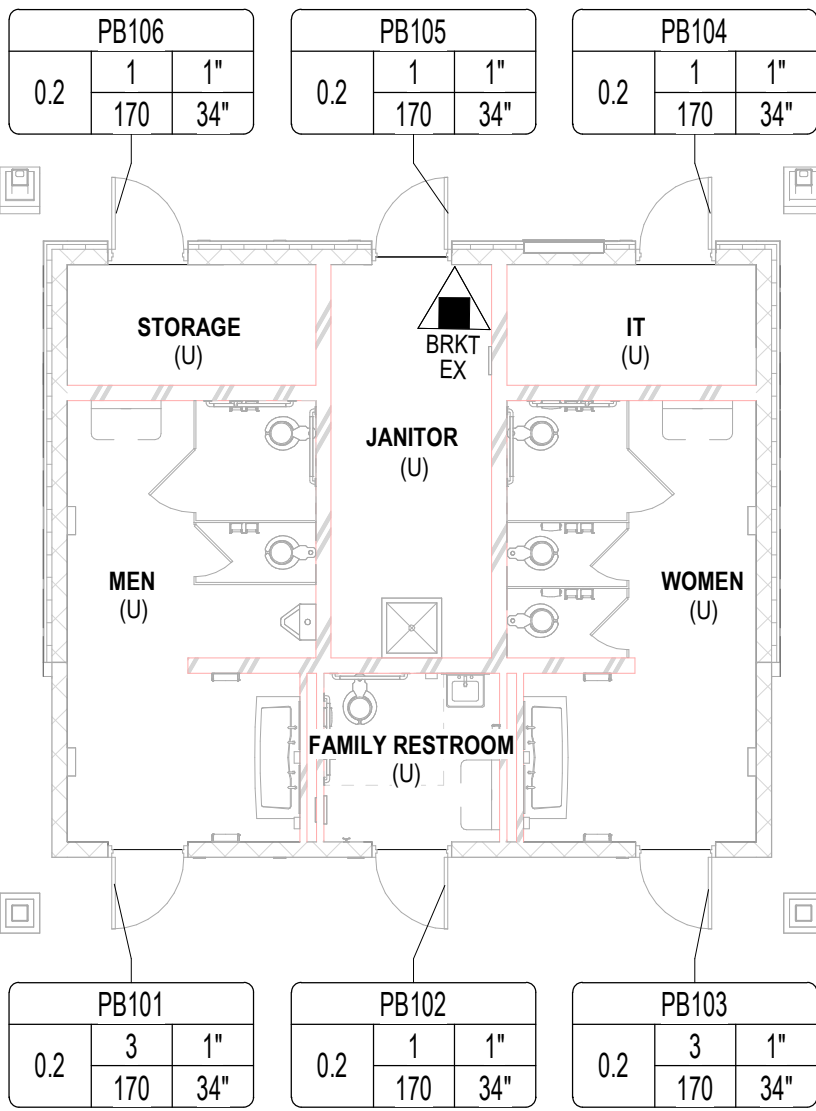 PB106
0.2 1 1"
170 34"
PB105
0.2 1 1"
170 34"
PB104
0.2 1 1"
170 34"
STORAGE
(U)
BRKT
EX
IT
(U)
JANITOR
(U)
MEN
(U)
WOMEN
(U)
FAMILY RESTROOM
(U)
PB101
0.2 3 1"
170 34"
PB102
0.2 1 1"
170 34"
PB103
0.2 3 1"
170 34"